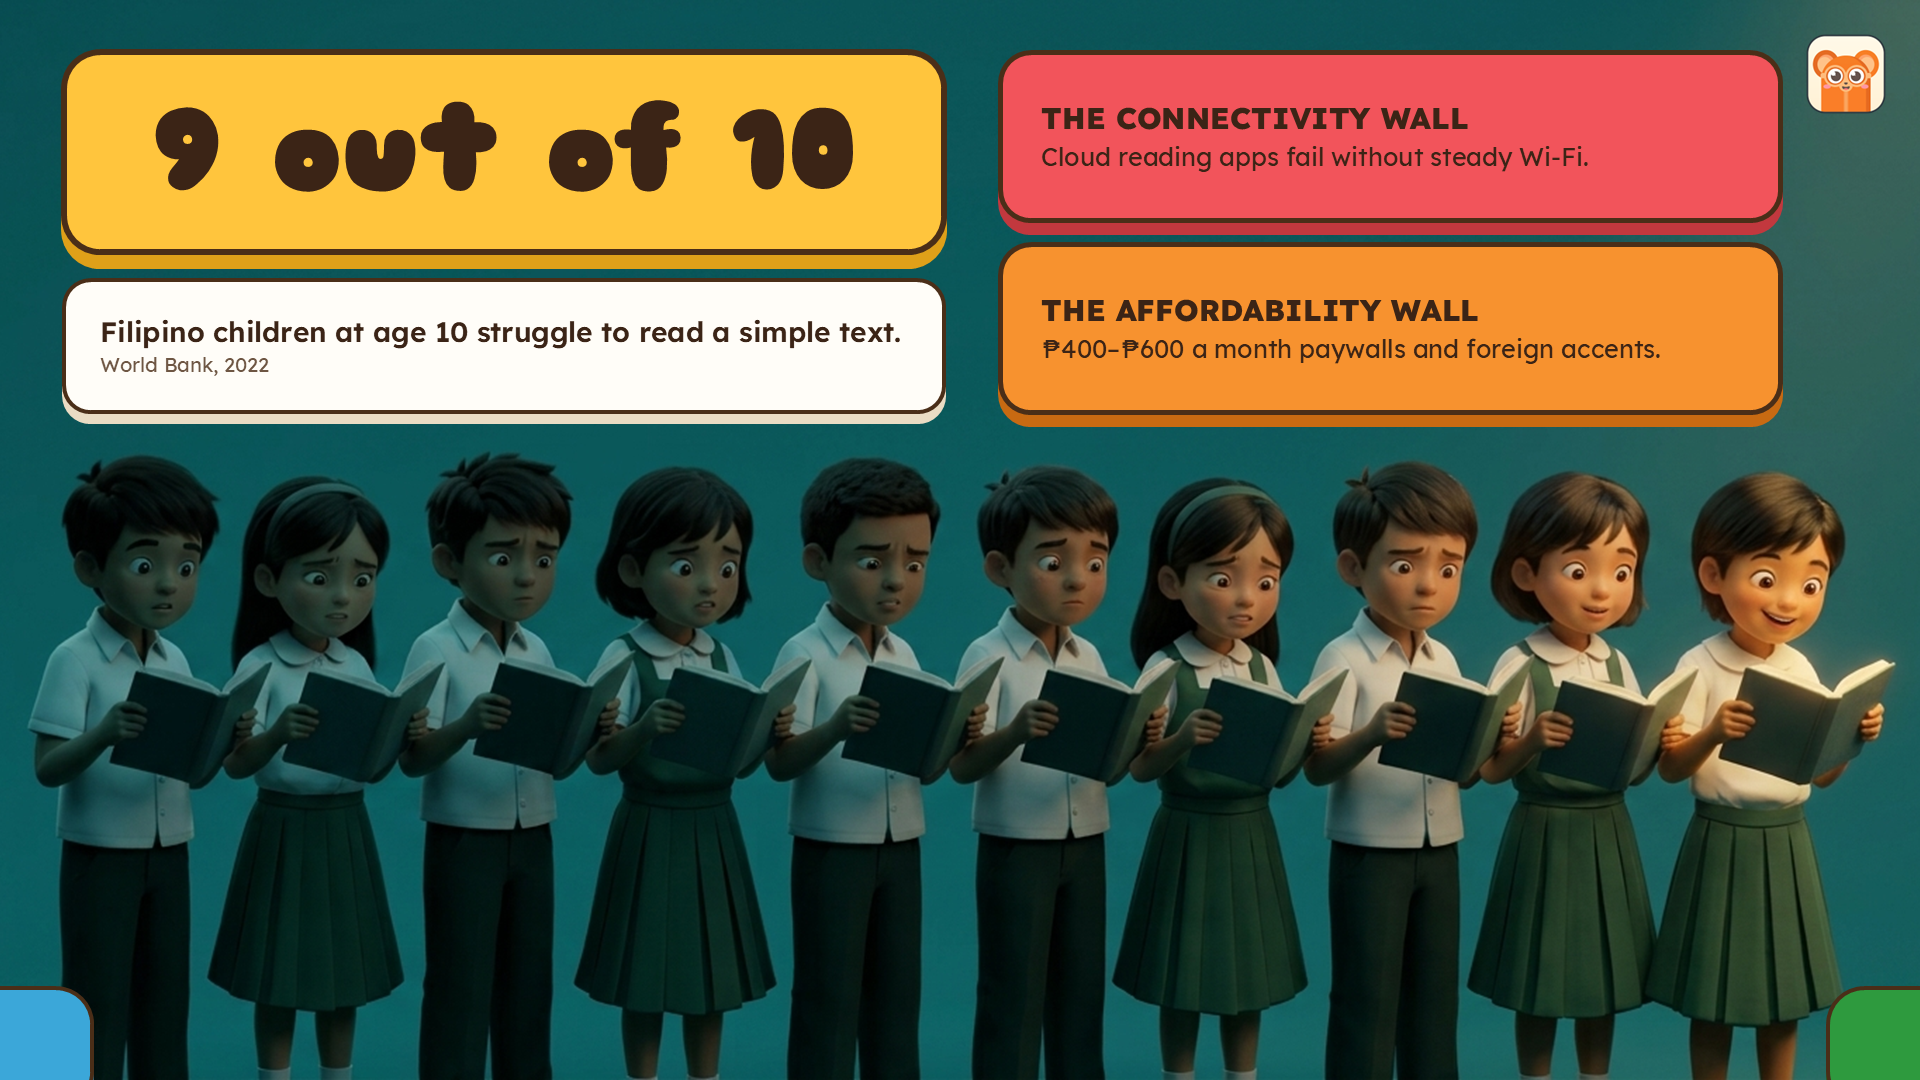 9 out of 10
Filipino children at age 10 struggle to read a simple text.
World Bank, 2022
THE CONNECTIVITY WALL
Cloud reading apps fail without steady Wi-Fi.
THE AFFORDABILITY WALL
₱400–₱600 a month paywalls and foreign accents.